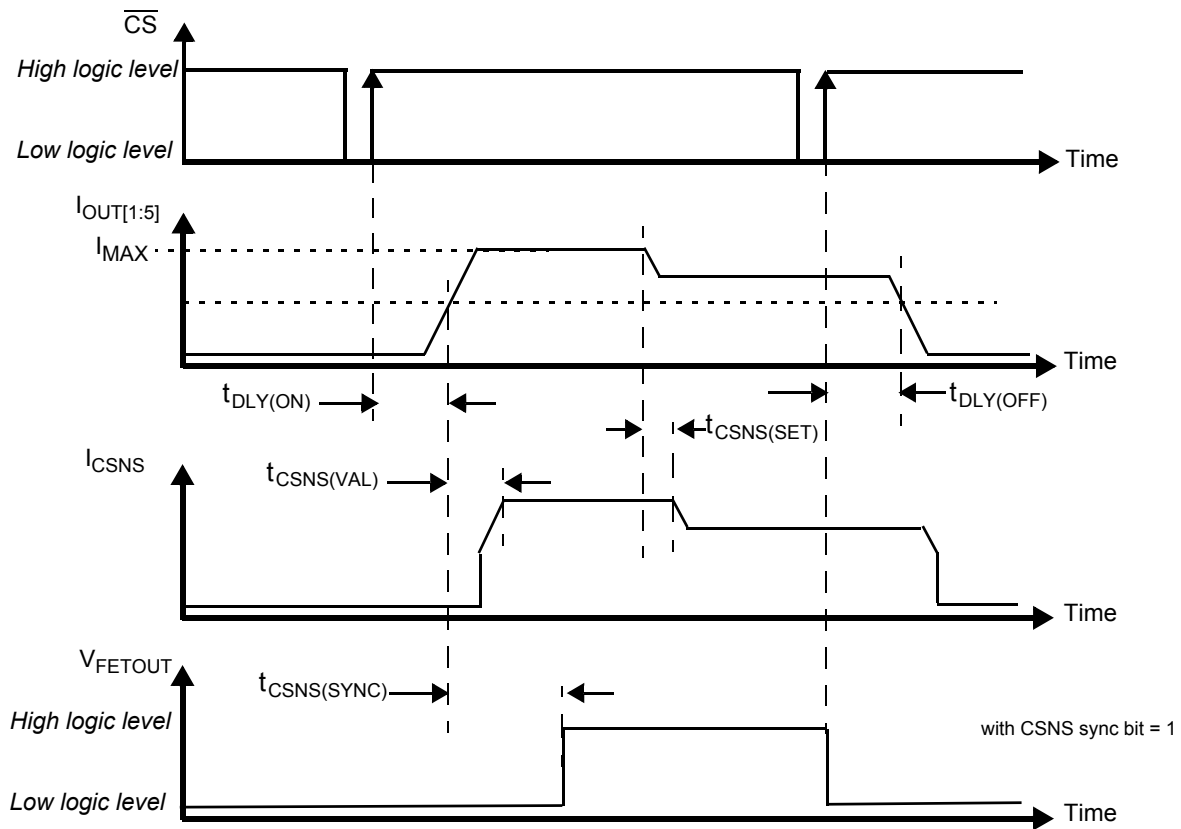 CS
High logic level
Low logic level
Time
IOUT[1:5]
IMAX
Time
tDLY(ON)
tDLY(OFF)
tCSNS(SET)
ICSNS
tCSNS(VAL)
Time
VFETOUT
tCSNS(SYNC)
High logic level
with CSNS sync bit = 1
Low logic level
Time